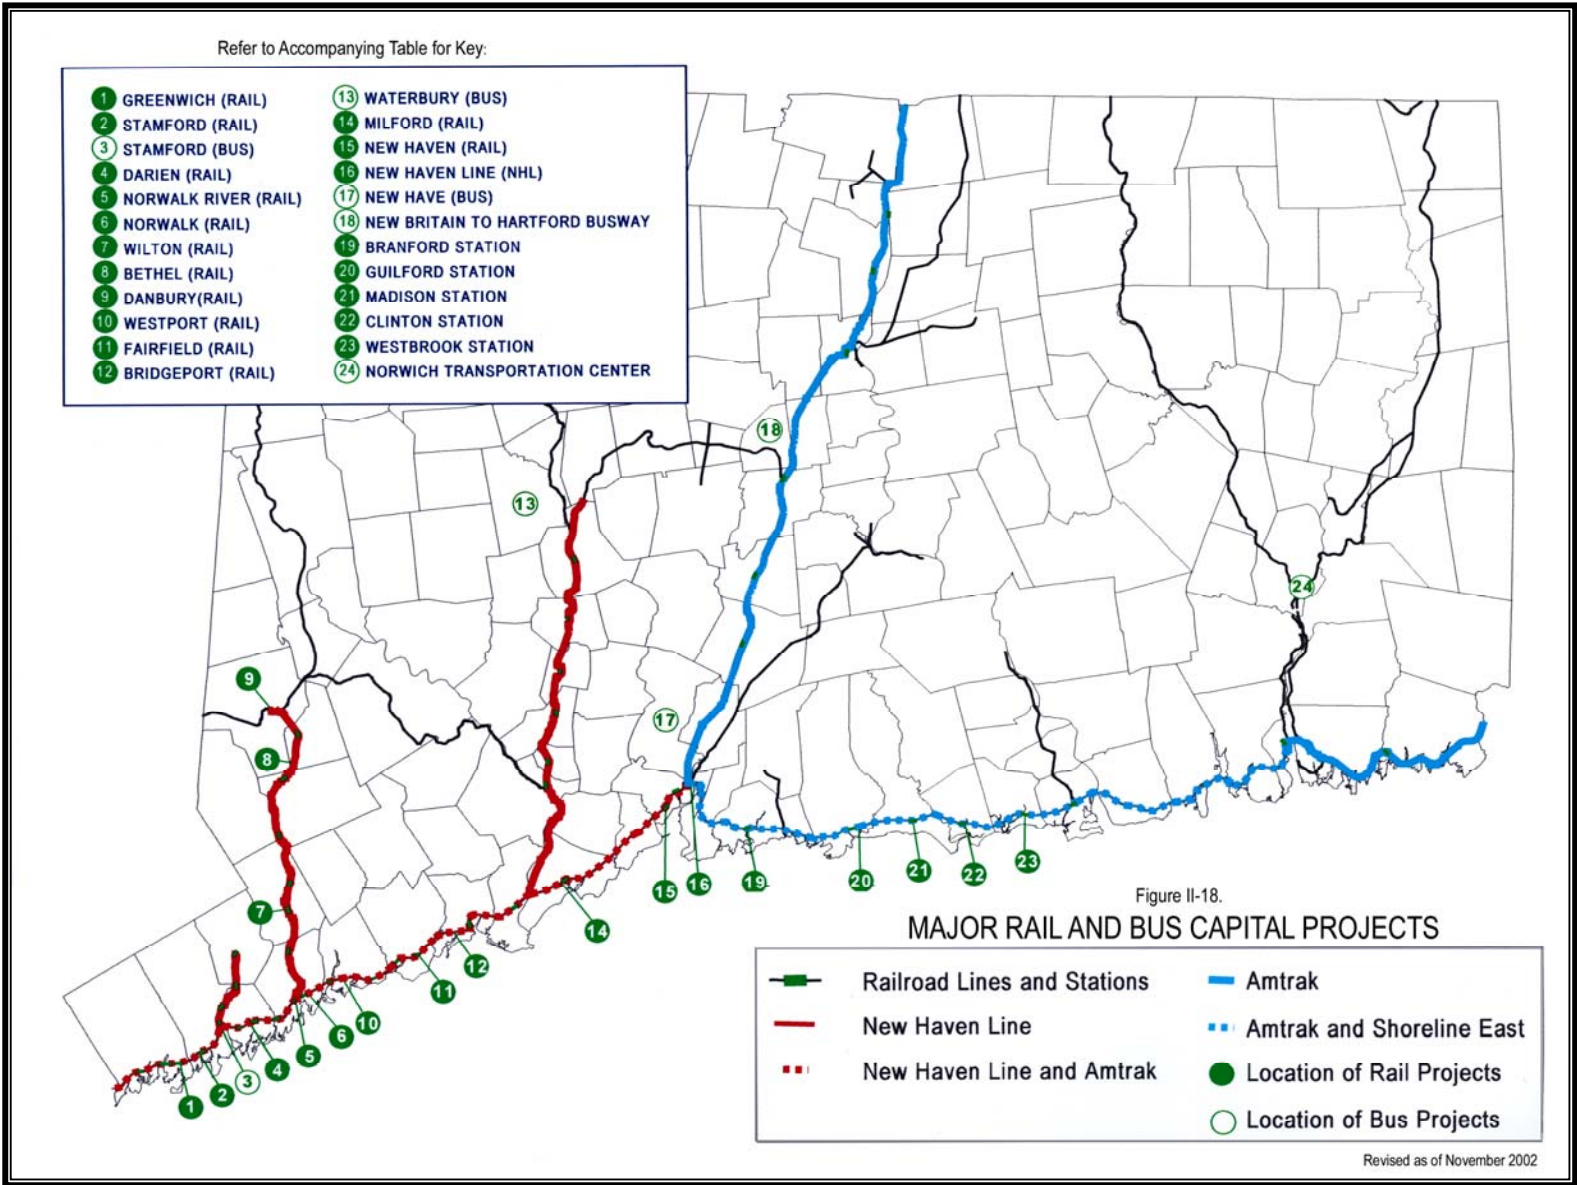 Refer to Accompanying Table for Key:
1 GREENWICH (RAIL)
2 STAMFORD (RAIL)
3 STAMFORD (BUS)
4 DARIEN (RAIL)
5 NORWALK RIVER (RAIL)
6 NORWALK (RAIL)
7 WILTON (RAIL)
8 BETHEL (RAIL)
9 DANBURY(RAIL)
10 WESTPORT (RAIL)
11 FAIRFIELD (RAIL)
12 BRIDGEPORT (RAIL)
13 WATERBURY (BUS)
14 MILFORD (RAIL)
15 NEW HAVEN (RAIL)
16 NEW HAVEN LINE (NHL)
17 NEW HAVE (BUS)
18 NEW BRITAIN TO HARTFORD BUSWAY
19 BRANFORD STATION
20 GUILFORD STATION
21 MADISON STATION
22 CLINTON STATION
23 WESTBROOK STATION
24 NORWICH TRANSPORTATION CENTER
18
13
24
9
17
8
23
21
22
20
19
16
15
7
14
12
11
10
6
5
4
3
2
1
Figure II-18.
MAJOR RAIL AND BUS CAPITAL PROJECTS
Railroad Lines and Stations
New Haven Line
New Haven Line and Amtrak
Amtrak
Amtrak and Shoreline East
Location of Rail Projects
Location of Bus Projects
Revised as of November 2002